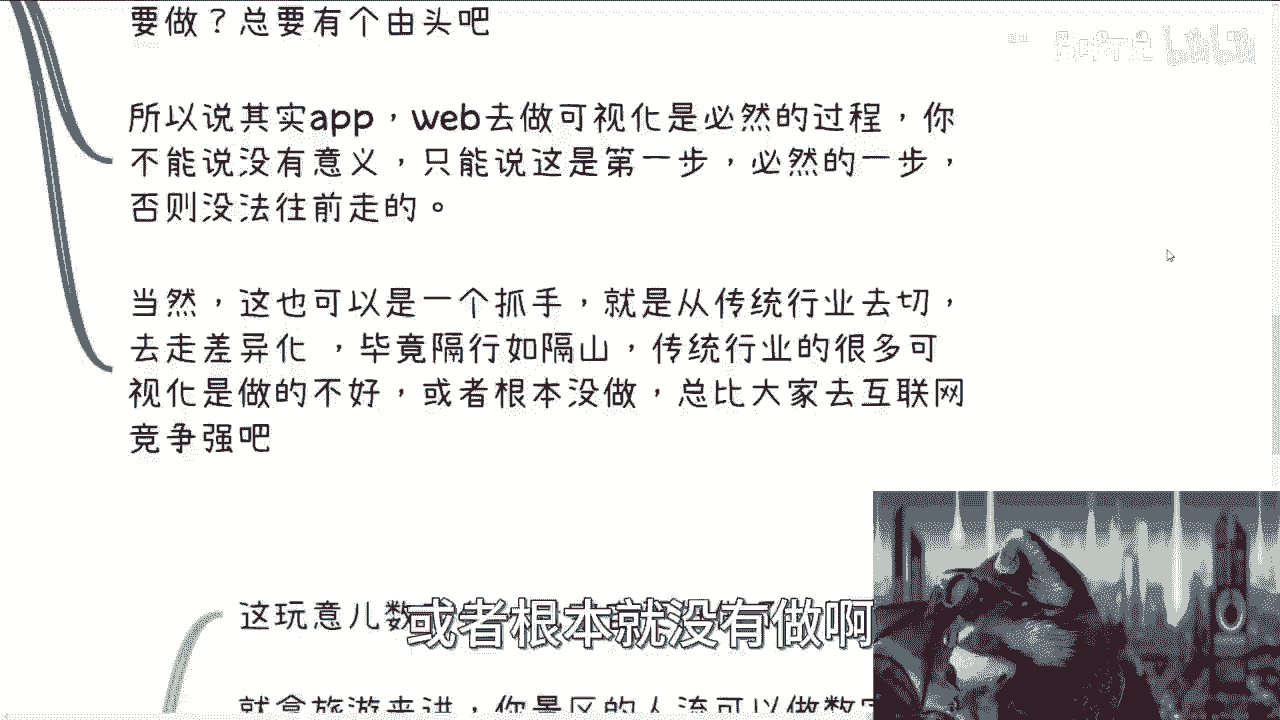 要做？总要有个由头吧
所以说其实app，web去做可视化是必然的过程，你
不能说没有意义，只能说这是第一步，必然的一步，
否则没法往前走的。
当然，这也可以是一个抓手，就是从传统行业去切，
去走差异化 ，毕竟隔行如隔山，传统行业的很多可
视化是做的不好，或者根本没做，总比大家去互联网
竞争强吧
这玩意儿数
或者根本就没有做啊
就拿旅游来讲，你景区的人流可以做数字